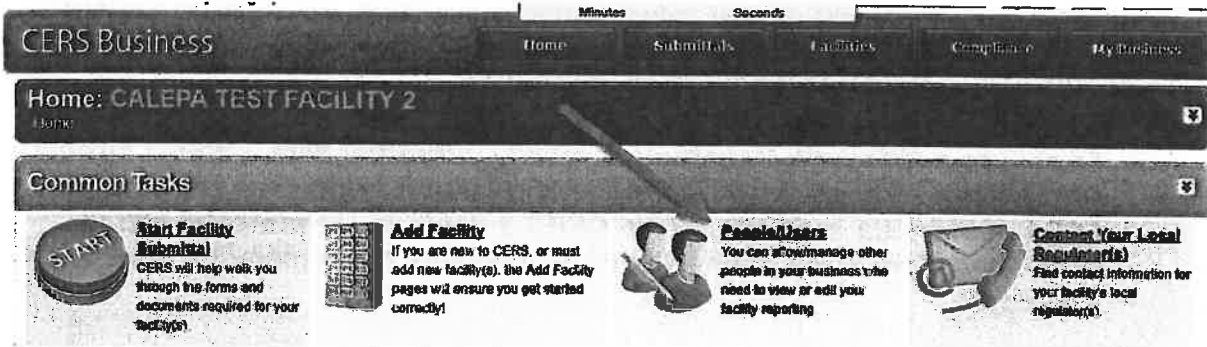 Minutes Seconds
CERS Business
Home Submittals Facilities Compliance My Business
Home: CALEPA TEST FACILITY 2
Home
Common Tasks
START
Start Facility
Submittal
CERS will help walk you
through the forms and
documents required for your
facility(s)
Add Facility
If you are new to CERS, or must
add new facility(s), the Add Facility
pages will ensure you get started
correctly!
People/Users
You can allow/manage other
people in your business who
need to view or edit your
facility reporting
Contact Your Local
Regulator(s)
Find contact information for
your facility's local
regulator(s).